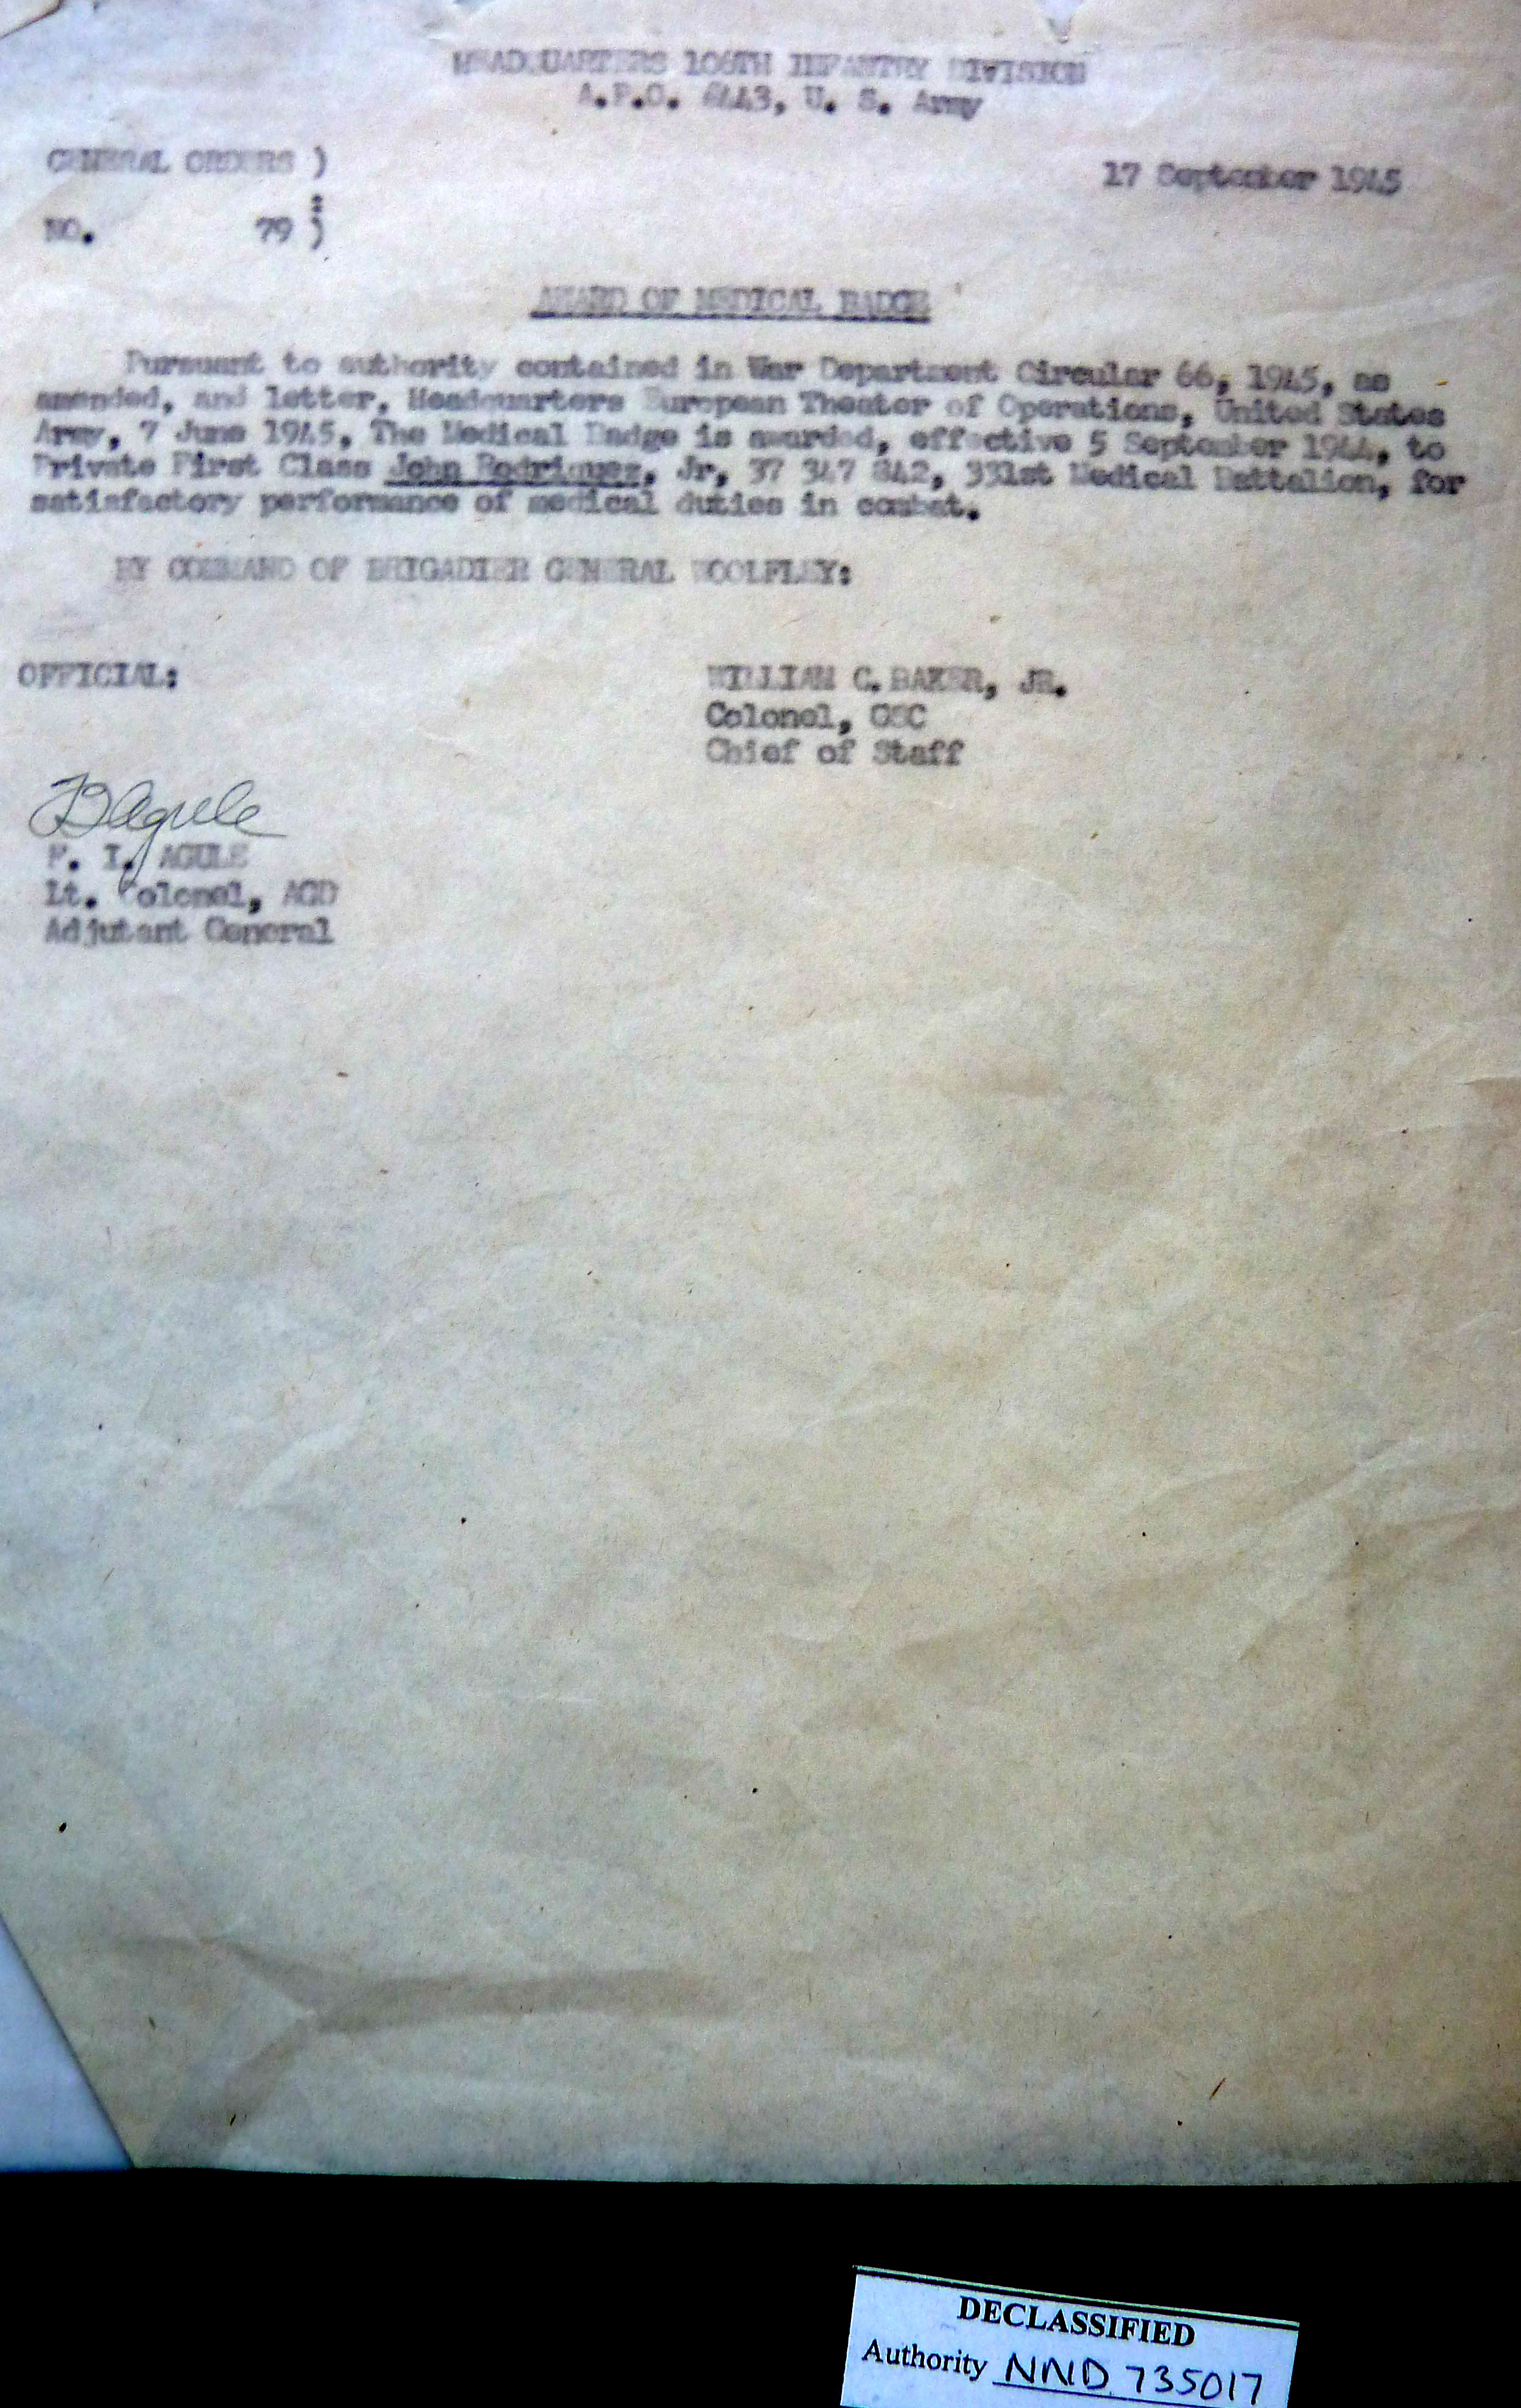 HEADQUARTERS 106TH INFANTRY DIVISION
A.P.O. #443, U. S. Army
GENERAL ORDERS )
:
NO. 79 )
17 September 1945
AWARD OF MEDICAL BADGE
Pursuant to authority contained in War Department Circular 66, 1945, as
amended, and letter, Headquarters European Theater of Operations, United States
Army, 7 June 1945, The Medical Badge is awarded, effective 5 September 1944, to
Private First Class John Rodriguez, Jr, 37 347 842, 331st Medical Battalion, for
satisfactory performance of medical duties in combat.
BY COMMAND OF BRIGADIER GENERAL WOOLFLEY:
OFFICIAL:
WILLIAM C. BAKER, JR.
Colonel, GSC
Chief of Staff
F. I. AGULE
Lt. Colonel, AGD
Adjutant General
DECLASSIFIED
Authority NND 735017